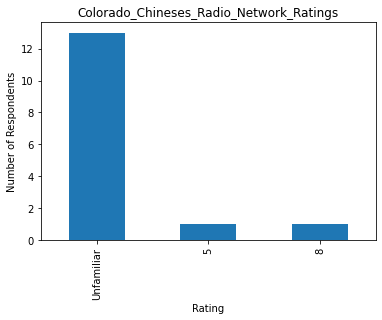 Colorado_Chineses_Radio_Network_Ratings
Number of Respondents
12
10
8
6
4
2
0
Unfamiliar
5
8
Rating